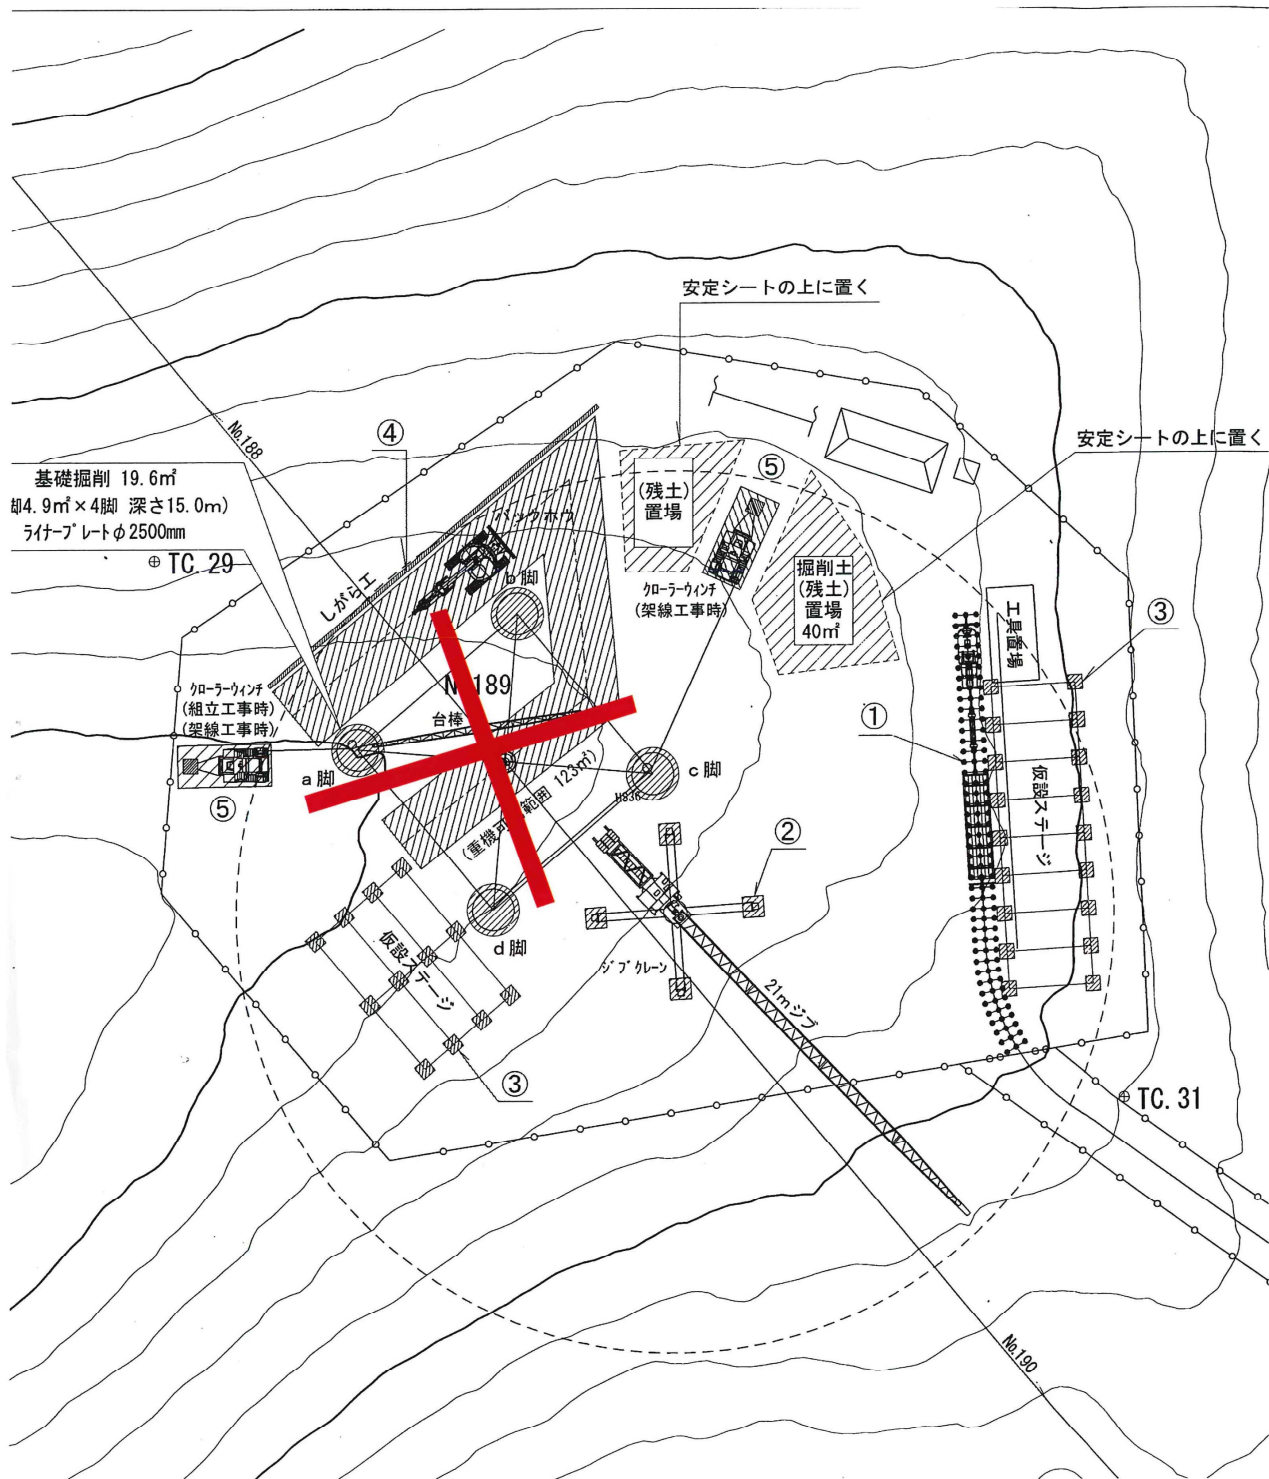 安定シートの上に置く
安定シートの上に置く
No.188
④
⑤
基礎掘削 19.6㎡
却4.9㎡×4脚 深さ15.0m)
ライナープレートφ2500mm
TC.29
しがら工
バックホウ
b脚
(残土)
置場
クローラーウィンチ
(架線工事時)
掘削土
(残土)
置場
40㎡
工具置場
③
①
仮設ステージ
クローラーウィンチ
(組立工事時)
(架線工事時)
⑤
189
台棒
a脚
c脚
(重機可
範囲 123㎡)
②
d脚
仮設ステージ
ジブクレーン
21mジブ
③
TC.31
No.190